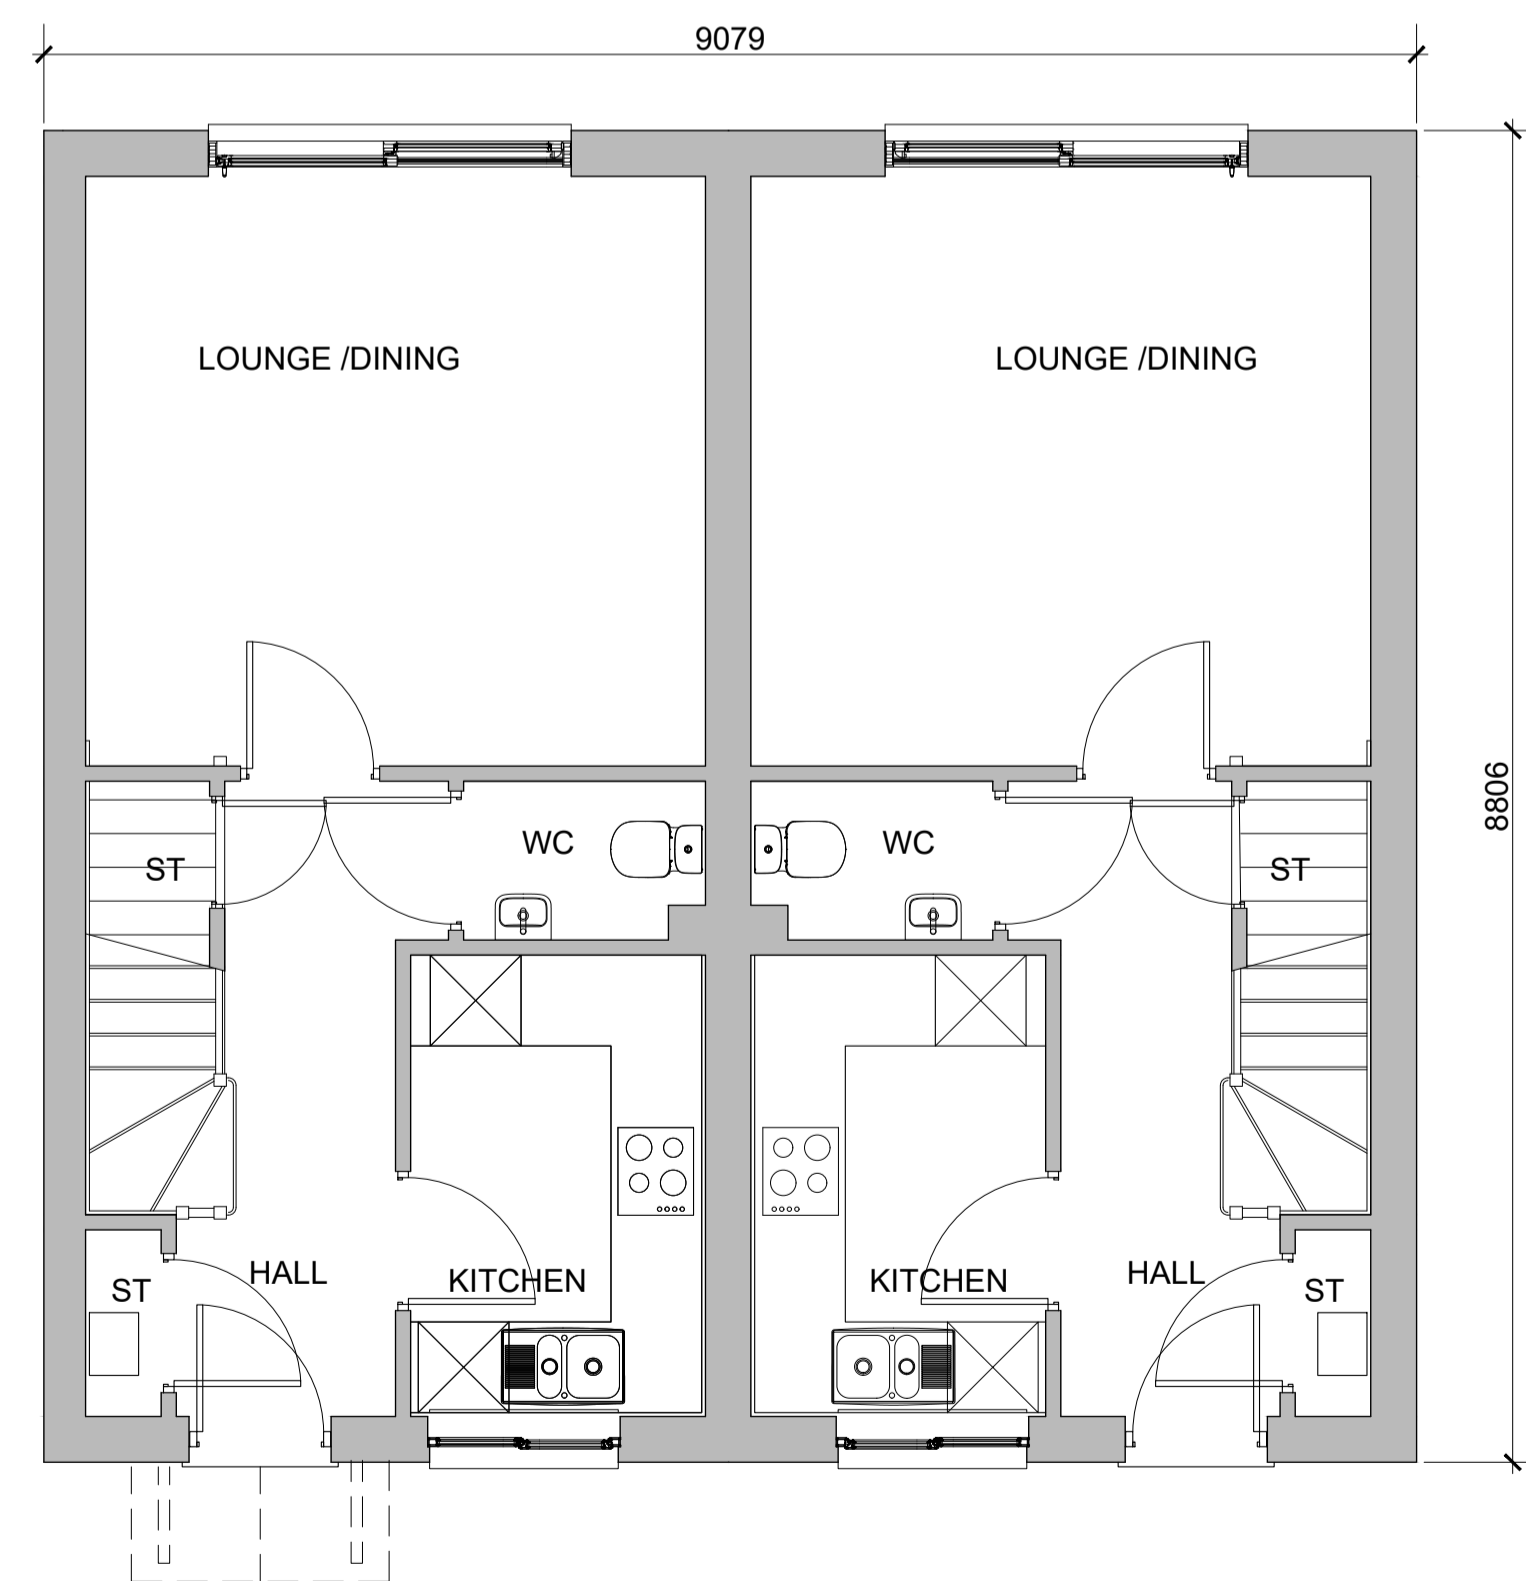 9079
LOUNGE /DINING
LOUNGE /DINING
8806
WC
WC
ST
ST
HALL
KITCHEN
KITCHEN
HALL
ST
ST